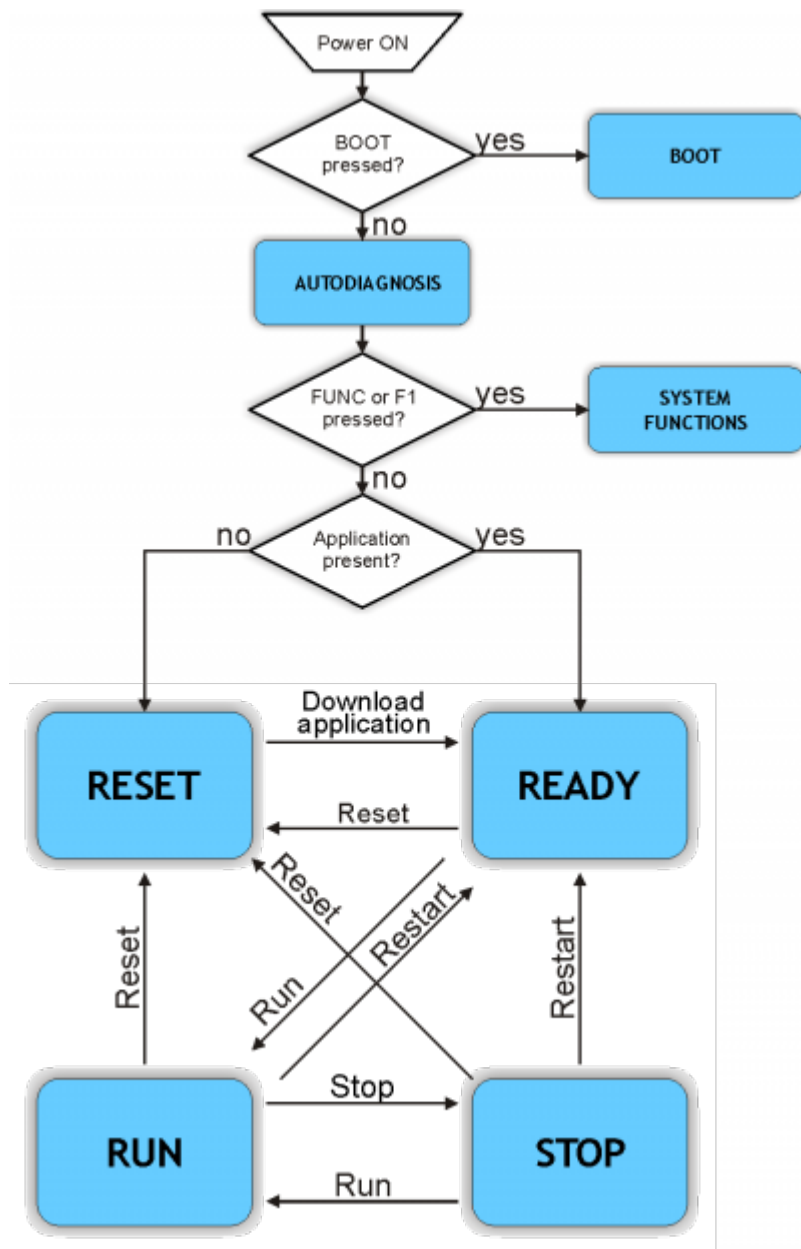 Power ON
BOOT
pressed?
yes
BOOT
no
AUTODIAGNOSIS
FUNC or F1
pressed?
yes
SYSTEM
FUNCTIONS
no
no
Application
present?
yes
Download
application
RESET
READY
Reset
Reset
Restart
Reset
Run
Restart
Stop
RUN
STOP
Run